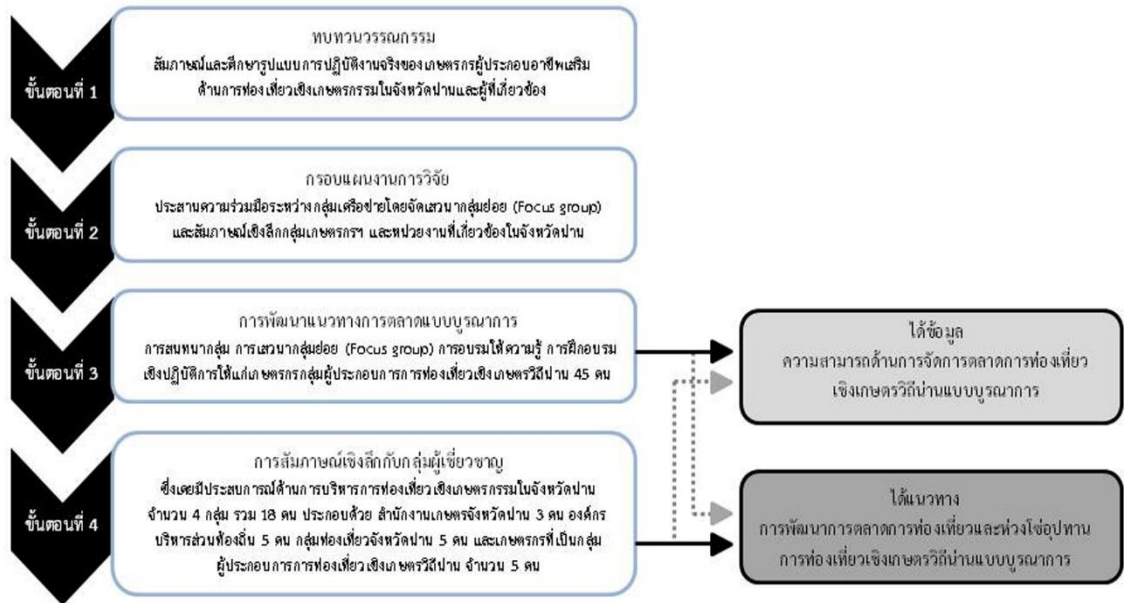 ขั้นตอนที่ 1
ทบทวนวรรณกรรม
สัมภาษณ์และศึกษารูปแบบการปฏิบัติงานจริงของเกษตรกรผู้ประกอบอาชีพเสริม
ด้านการท่องเที่ยวเชิงเกษตรกรรมในจังหวัดน่านและผู้ที่เกี่ยวข้อง
ขั้นตอนที่ 2
กรอบแผนงานการวิจัย
ประสานความร่วมมือระหว่างกลุ่มเครือข่ายโดยจัดเสวนากลุ่มย่อย (Focus group)
และสัมภาษณ์เชิงลึกกลุ่มเกษตรกรฯ และหน่วยงานที่เกี่ยวข้องในจังหวัดน่าน
ขั้นตอนที่ 3
การพัฒนาแนวทางการตลาดแบบบูรณาการ
การสนทนากลุ่ม การเสวนากลุ่มย่อย (Focus group) การอบรมให้ความรู้ การฝึกอบรม
เชิงปฏิบัติการให้แก่เกษตรกรกลุ่มผู้ประกอบการการท่องเที่ยวเชิงเกษตรวิถีน่าน 45 คน
ขั้นตอนที่ 4
การสัมภาษณ์เชิงลึกกับกลุ่มผู้เชี่ยวชาญ
ซึ่งเคยมีประสบการณ์ด้านการบริหารการท่องเที่ยวเชิงเกษตรกรรมในจังหวัดน่าน
จำนวน 4 กลุ่ม รวม 18 คน ประกอบด้วย สำนักงานเกษตรจังหวัดน่าน 3 คน องค์กร
บริหารส่วนท้องถิ่น 5 คน กลุ่มท่องเที่ยวจังหวัดน่าน 5 คน และเกษตรกรที่เป็นกลุ่ม
ผู้ประกอบการการท่องเที่ยวเชิงเกษตรวิถีน่าน จำนวน 5 คน
ได้ข้อมูล
ความสามารถด้านการจัดการตลาดการท่องเที่ยว
เชิงเกษตรวิถีน่านแบบบูรณาการ
ได้แนวทาง
การพัฒนาการตลาดการท่องเที่ยวและห่วงโซ่อุปทาน
การท่องเที่ยวเชิงเกษตรวิถีน่านแบบบูรณาการ